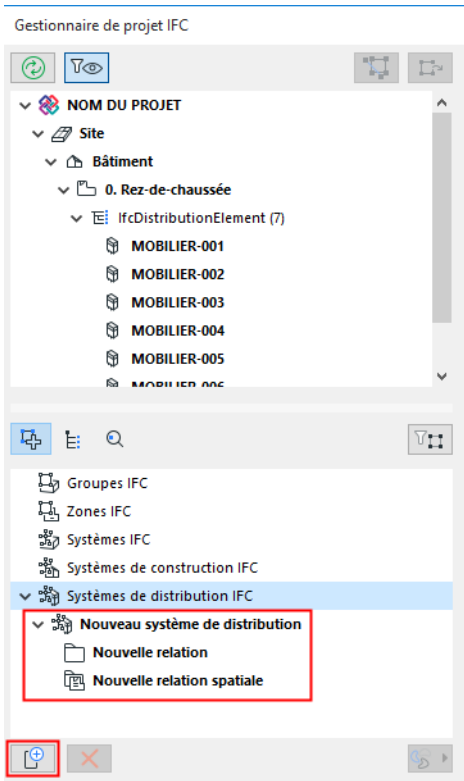 Gestionnaire de projet IFC
NOM DU PROJET
Site
Bâtiment
0. Rez-de-chaussée
IfcDistributionElement (7)
MOBILIER-001
MOBILIER-002
MOBILIER-003
MOBILIER-004
MOBILIER-005
MOBILIER-006
Groupes IFC
Zones IFC
Systèmes IFC
Systèmes de construction IFC
Systèmes de distribution IFC
Nouveau système de distribution
Nouvelle relation
Nouvelle relation spatiale